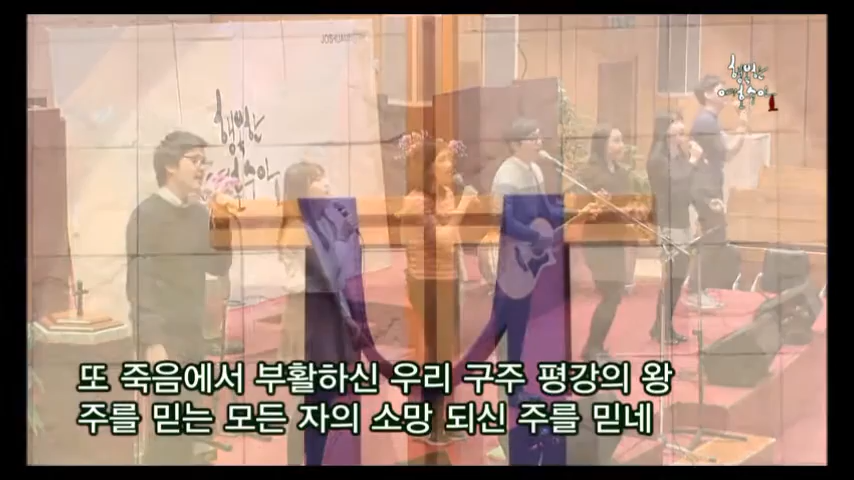 또 죽음에서 부활하신 우리 구주 평강의 왕
주를 믿는 모든 자의 소망 되신 주를 믿네